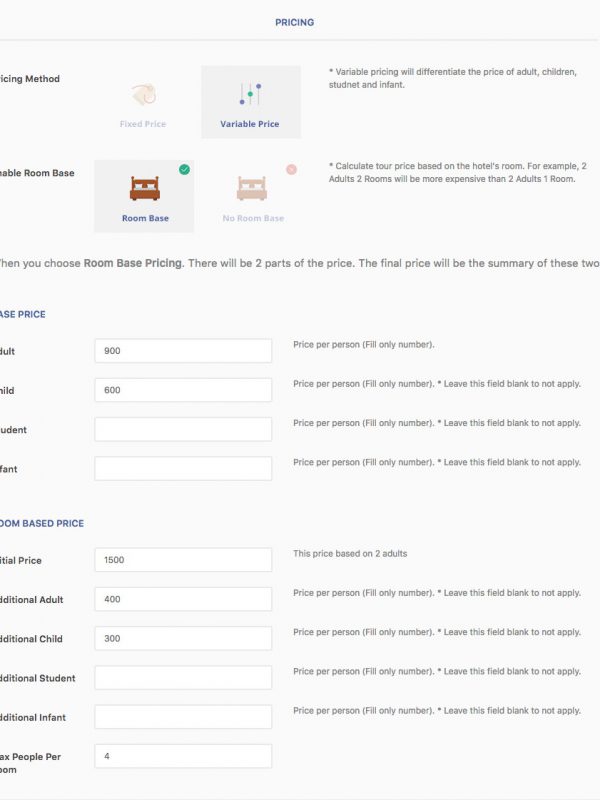 PRICING
ricing Method
Fixed Price
Variable Price
* Variable pricing will differentiate the price of adult, children,
studnet and infant.
nable Room Base
Room Base
No Room Base
* Calculate tour price based on the hotel's room. For example, 2
Adults 2 Rooms will be more expensive than 2 Adults 1 Room.
hen you choose Room Base Pricing. There will be 2 parts of the price. The final price will be the summary of these two
ASE PRICE
dult
900
Price per person (Fill only number).
hild
600
Price per person (Fill only number). * Leave this field blank to not apply.
tudent
Price per person (Fill only number). * Leave this field blank to not apply.
nfant
Price per person (Fill only number). * Leave this field blank to not apply.
OOM BASED PRICE
nitial Price
1500
This price based on 2 adults
dditional Adult
400
Price per person (Fill only number). * Leave this field blank to not apply.
dditional Child
300
Price per person (Fill only number). * Leave this field blank to not apply.
dditional Student
Price per person (Fill only number). * Leave this field blank to not apply.
dditional Infant
Price per person (Fill only number). * Leave this field blank to not apply.
ax People Per
oom
4